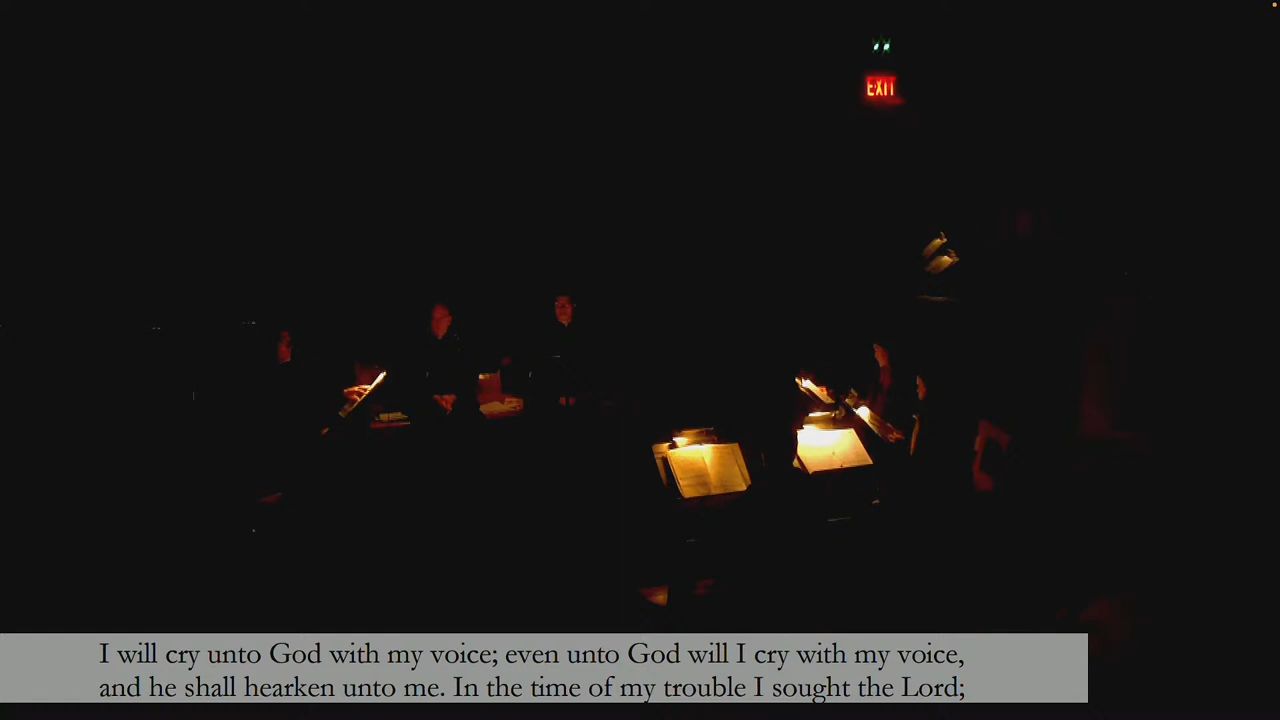 EXIT
I will cry unto God with my voice; even unto God will I cry with my voice,
and he shall hearken unto me. In the time of my trouble I sought the Lord;